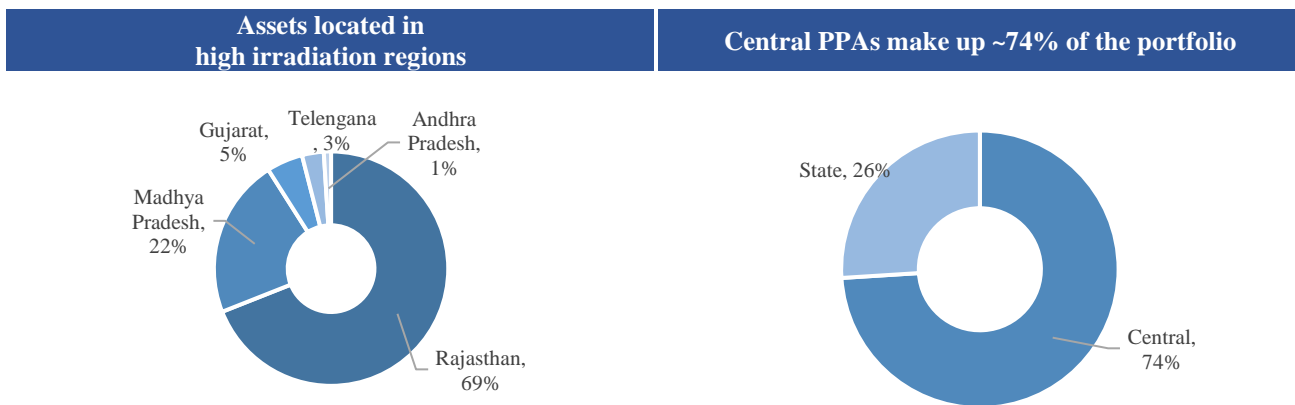 Assets located in
high irradiation regions
Central PPAs make up ~74% of the portfolio
Gujarat,
5%
Telengana
, 3%
Andhra
Pradesh,
1%
Madhya
Pradesh,
22%
Rajasthan,
69%
State, 26%
Central,
74%